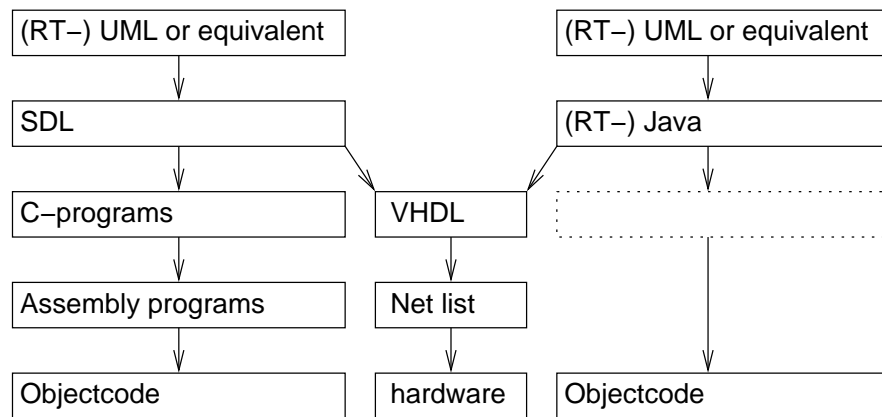 (RT−) UML or equivalent
(RT−) UML or equivalent
SDL
(RT−) Java
C−programs
VHDL
Assembly programs
Net list
Objectcode
hardware
Objectcode